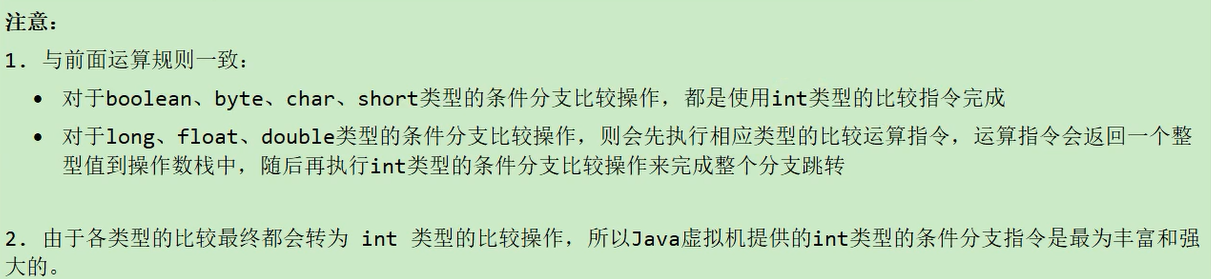 注意：
1. 与前面运算规则一致：
• 对于boolean、byte、char、short类型的条件分支比较操作，都是使用int类型的比较指令完成
• 对于long、float、double类型的条件分支比较操作，则会先执行相应类型的比较运算指令，运算指令会返回一个整
型值到操作数栈中，随后再执行int类型的条件分支比较操作来完成整个分支跳转
2. 由于各类型的比较最终都会转为 int 类型的比较操作，所以Java虚拟机提供的int类型的条件分支指令是最为丰富和强
大的。